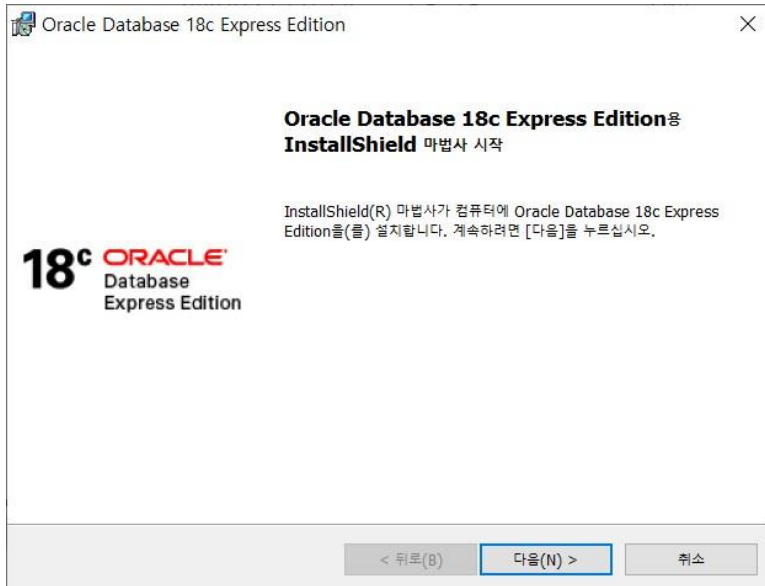 Oracle Database 18c Express Edition
Oracle Database 18c Express Edition용
InstallShield 마법사 시작
InstallShield(R) 마법사가 컴퓨터에 Oracle Database 18c Express
Edition을(를) 설치합니다. 계속하려면 [다음]을 누르십시오.
18c ORACLE
Database
Express Edition
< 뒤로(B)
다음(N) >
취소